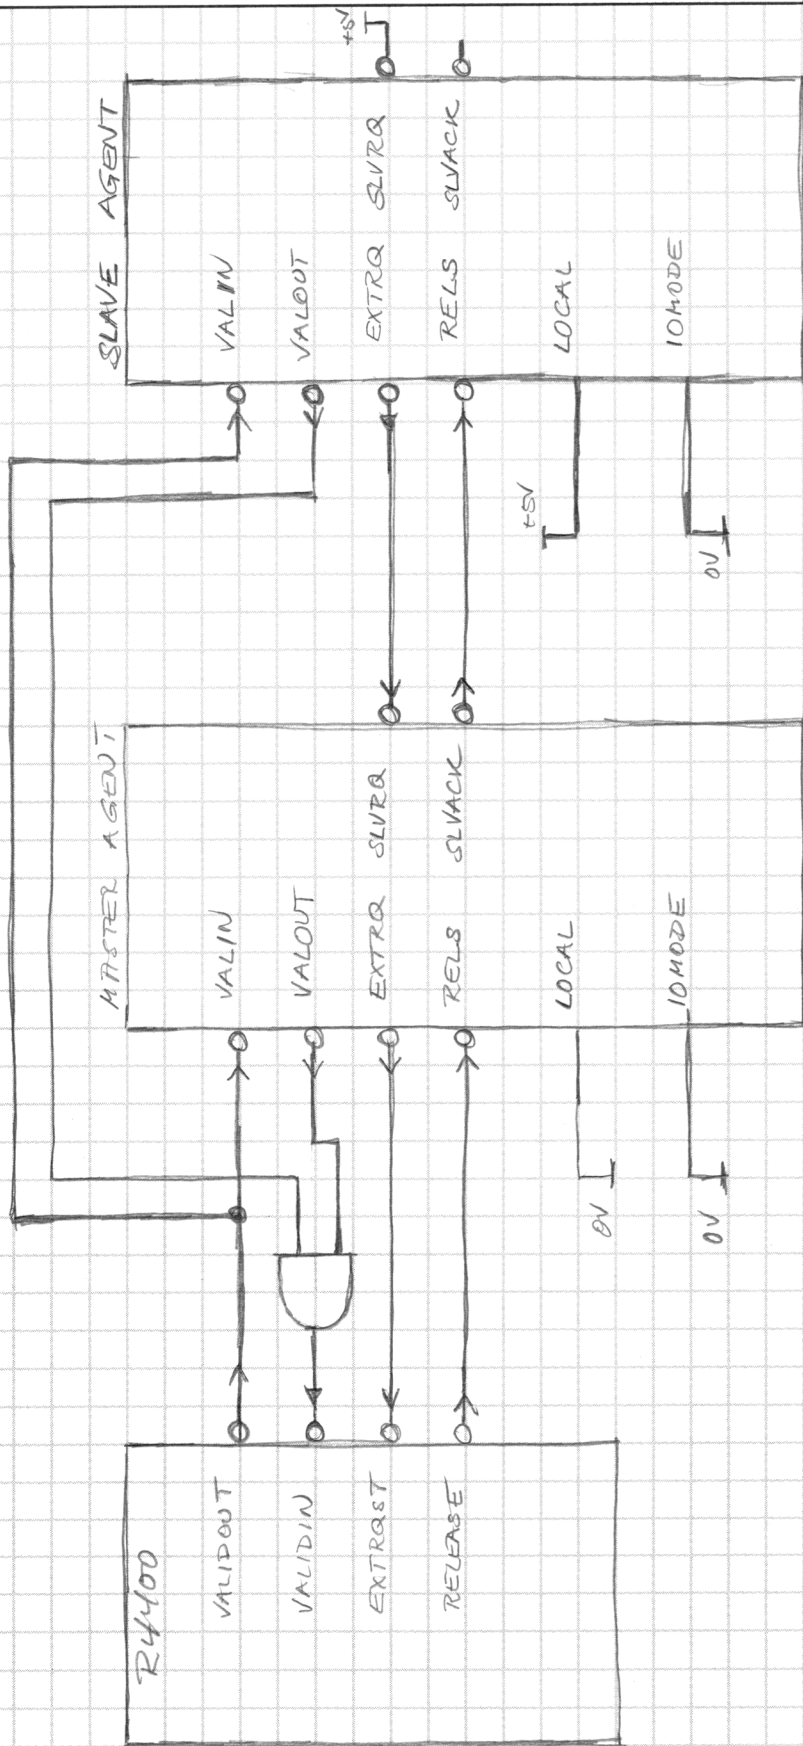 R4400
VALIDOUT
VALIDIN
EXTRQST
RELEASE
MASTER AGENT
VALIN
VALOUT
EXTRQ SLVRQ
RELS SLVACK
LOCAL
IOMODE
0V
0V
SLAVE AGENT
VALIN
VALOUT
EXTRQ SLVRQ
RELS SLVACK
LOCAL
IOMODE
+5V
0V
+5V